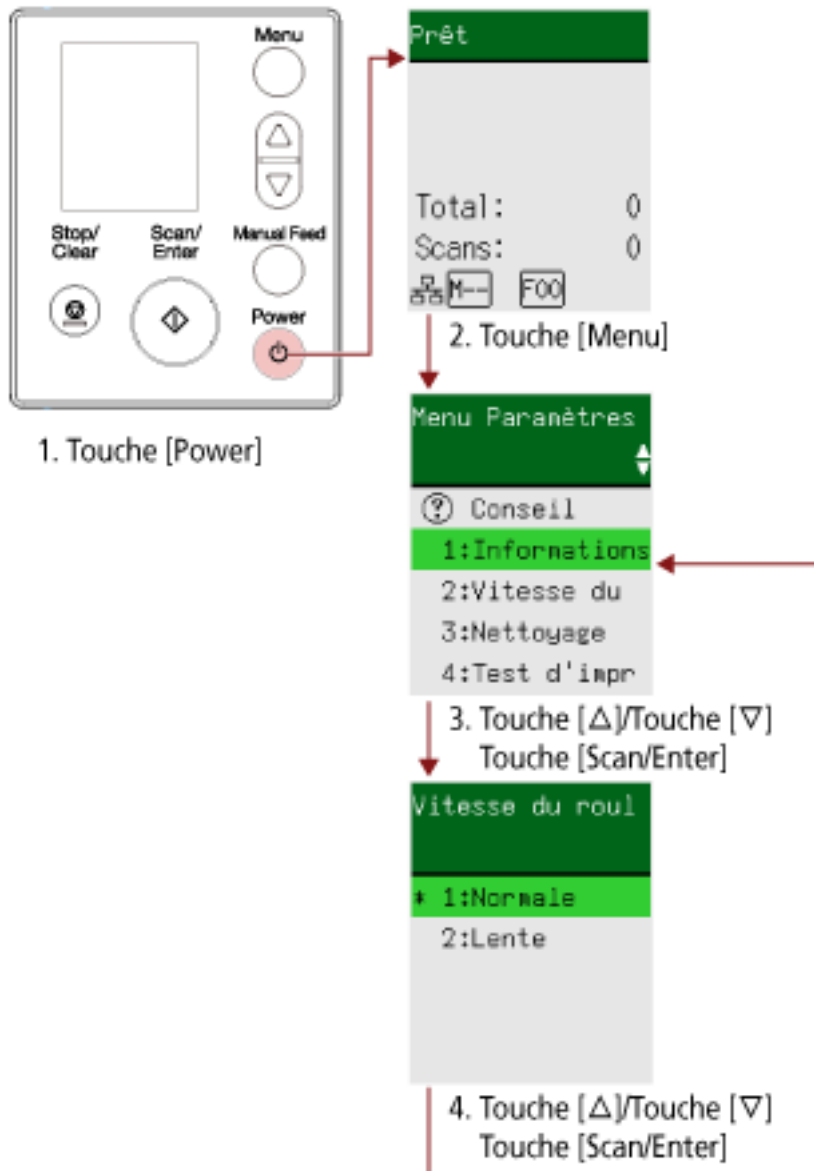 Menu
Stop/
Clear
Scan/
Enter
Manual Feed
Power
1. Touche [Power]
Prêt
Total: 0
Scans: 0
M-- F00
2. Touche [Menu]
Menu Paramètres
? Conseil
1:Informations
2:Vitesse du
3:Nettoyage
4:Test d'impr
3. Touche [△]/Touche [▽]
Touche [Scan/Enter]
Vitesse du roul
* 1:Normale
2:Lente
4. Touche [△]/Touche [▽]
Touche [Scan/Enter]